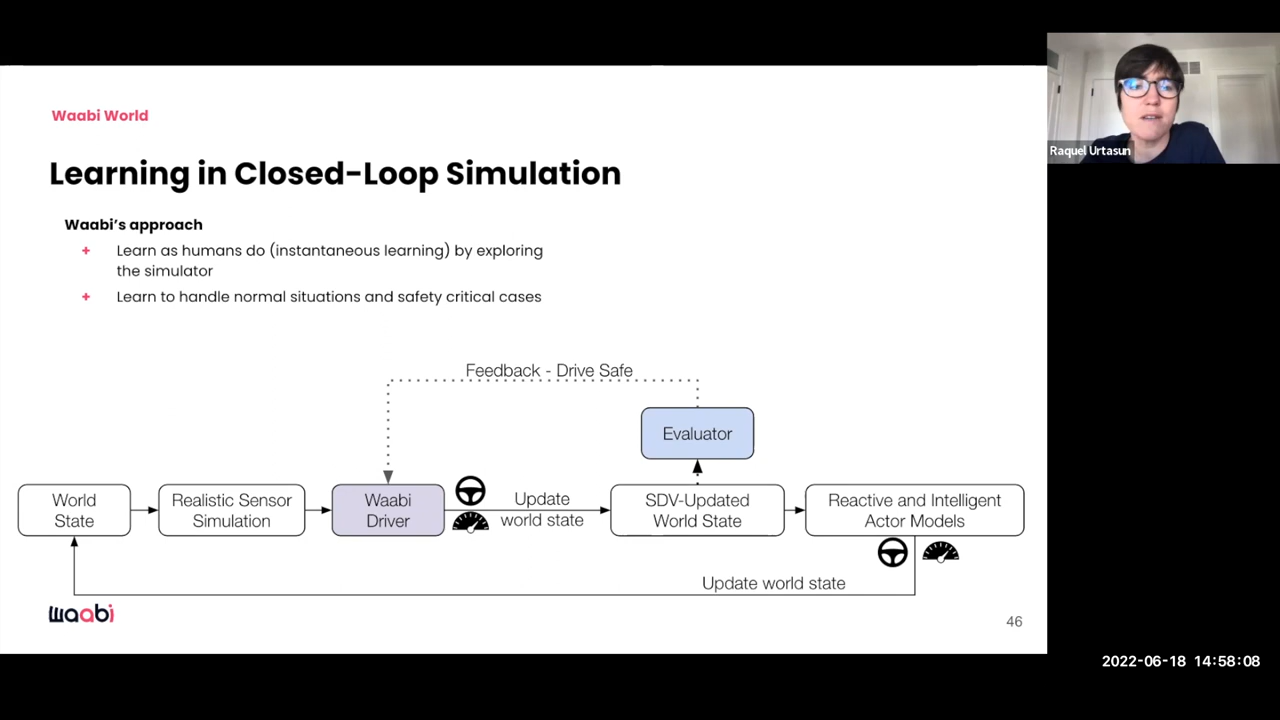 Waabi World
Learning in Closed-Loop Simulation
Waabi's approach
+ Learn as humans do (instantaneous learning) by exploring
the simulator
+ Learn to handle normal situations and safety critical cases
Feedback - Drive Safe
Evaluator
World
State
Realistic Sensor
Simulation
Waabi
Driver
Update
world state
SDV-Updated
World State
Reactive and Intelligent
Actor Models
Update world state
waabi
46
Raquel Urtasun
2022-06-18 14:58:08